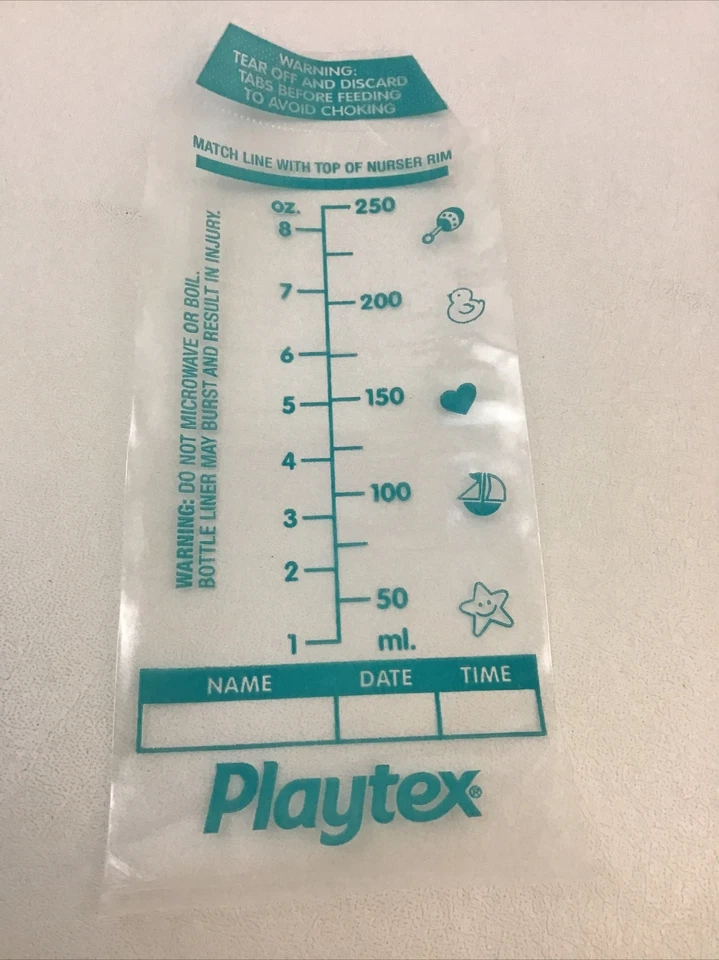 WARNING:
TEAR OFF AND DISCARD
TABS BEFORE FEEDING
TO AVOID CHOKING
MATCH LINE WITH TOP OF NURSER RIM
WARNING: DO NOT MICROWAVE OR BOIL.
BOTTLE LINER MAY BURST AND RESULT IN INJURY.
oz. 250
8
7
200
6
5 150
4
100
3
2
50
1 ml.
NAME DATE TIME
Playtex®